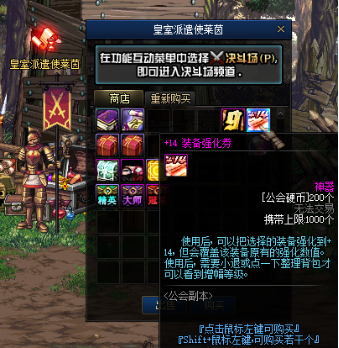 皇室派遣使莱茵
皇室派遣使莱茵
在功能互动菜单中选择 决斗场(P),
即可进入决斗场频道.
商店
重新购买
+14 装备强化券
神器
[公会硬币]200个
无法交易
携带上限1000个
使用后,可以把选择的装备强化到+
14,但会覆盖该装备原有的强化数值。
使用后,需要小退或点一下整理背包才
可以看到增幅等级。
精英
大师
<公会副本>
『点击鼠标左键可购买』
『Shift+鼠标左键,可购买若干个』